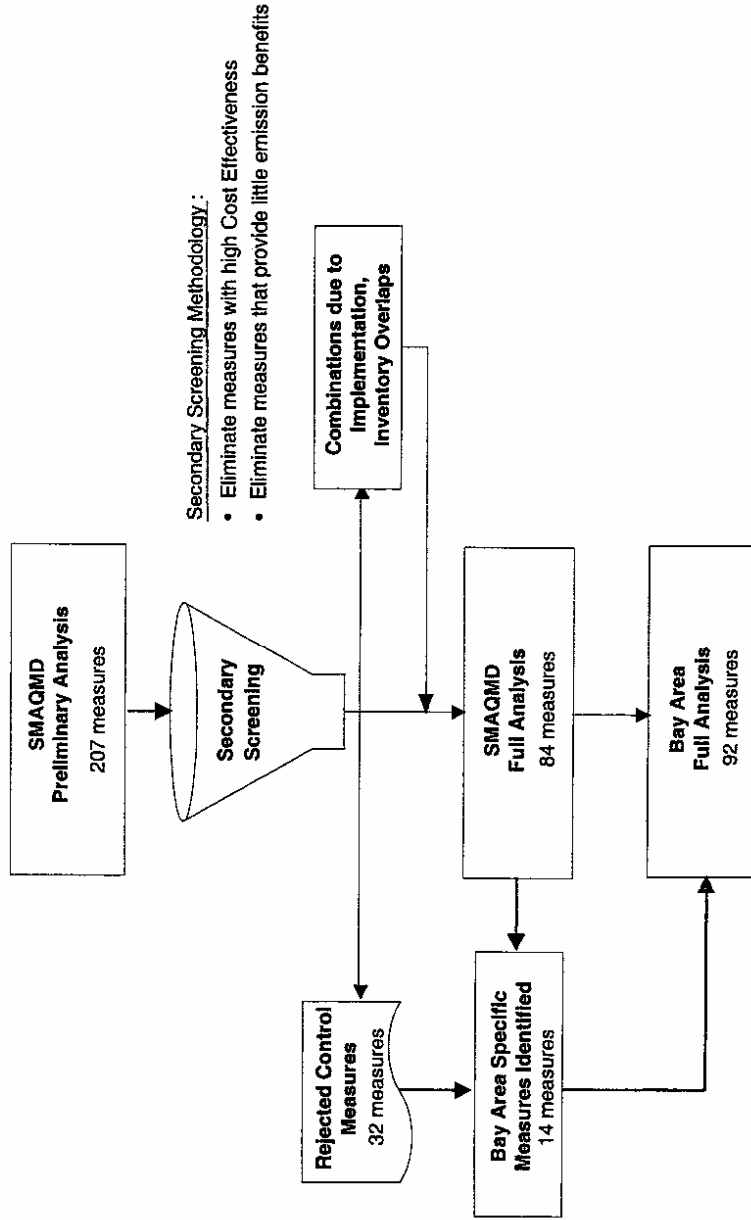 SMAQMD
Preliminary Analysis
207 measures
Secondary Screening Methodology :
• Eliminate measures with high Cost Effectiveness
• Eliminate measures that provide little emission benefits
Secondary
Screening
Rejected Control
Measures
32 measures
Combinations due to
Implementation,
Inventory Overlaps
SMAQMD
Full Analysis
84 measures
Bay Area Specific
Measures Identified
14 measures
Bay Area
Full Analysis
92 measures